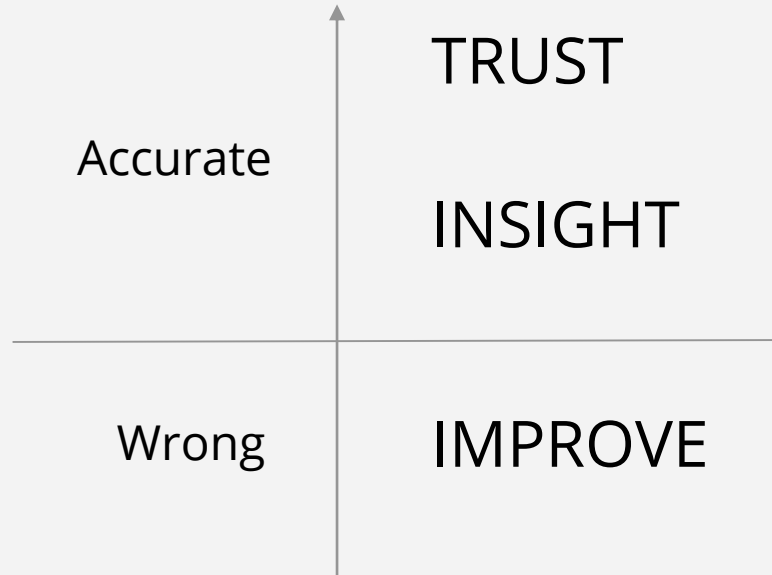 TRUST
Accurate
INSIGHT
Wrong
IMPROVE